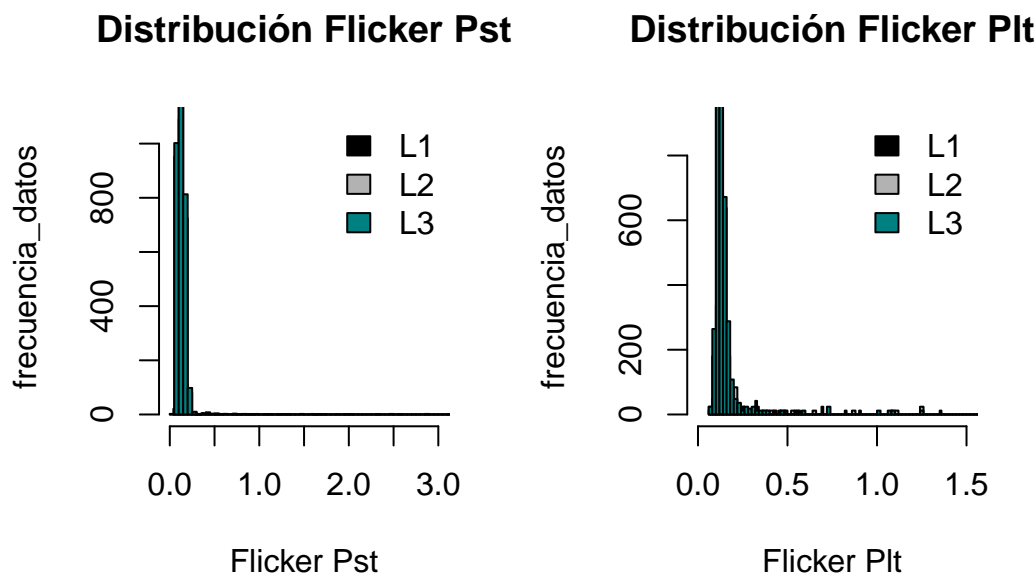 Distribución Flicker Pst
frecuencia_datos
0
400
800
L1
L2
L3
0.0 1.0 2.0 3.0
Flicker Pst
Distribución Flicker Plt
frecuencia_datos
0
200
600
L1
L2
L3
0.0 0.5 1.0 1.5
Flicker Plt